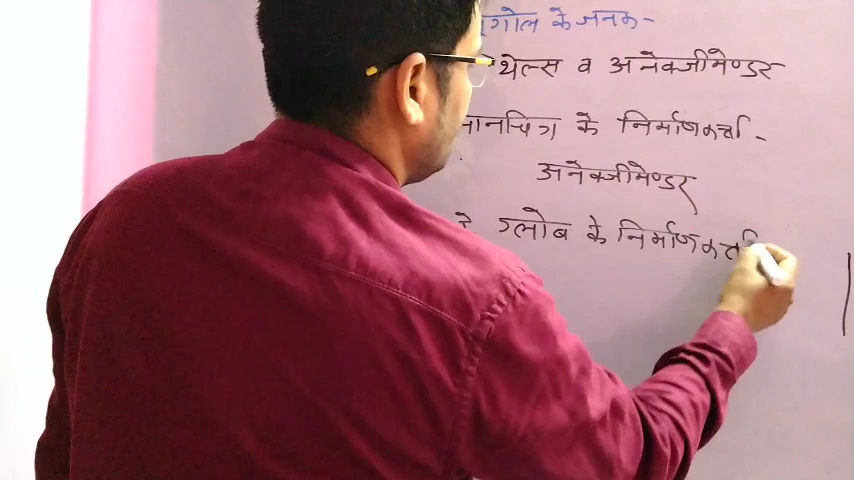 भूगोल के जनक-
थेल्स व अनेक्जीमेण्डर
मानचित्र के निर्माणकर्त्ता -
अनेक्जीमेण्डर
ग्लोब के निर्माणकर्त्ता